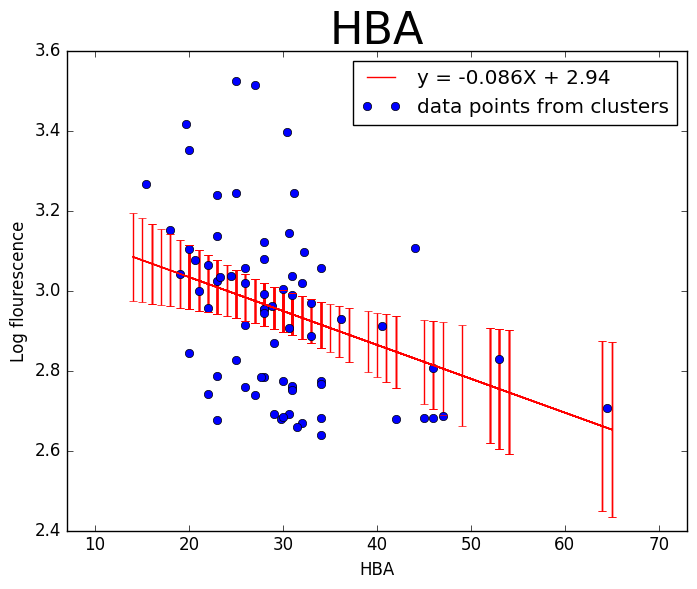 HBA
3.6
3.4
3.2
3.0
2.8
2.6
2.4
Log flourescence
y = -0.086X + 2.94
data points from clusters
10 20 30 40 50 60 70
HBA